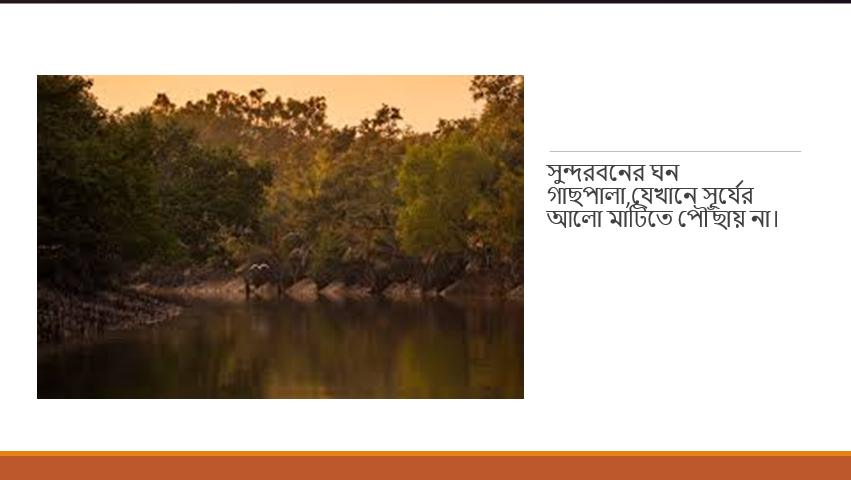 সুন্দরবনের ঘন
গাছপালা,যেখানে সূর্যের
আলো মাটিতে পৌঁছায় না।